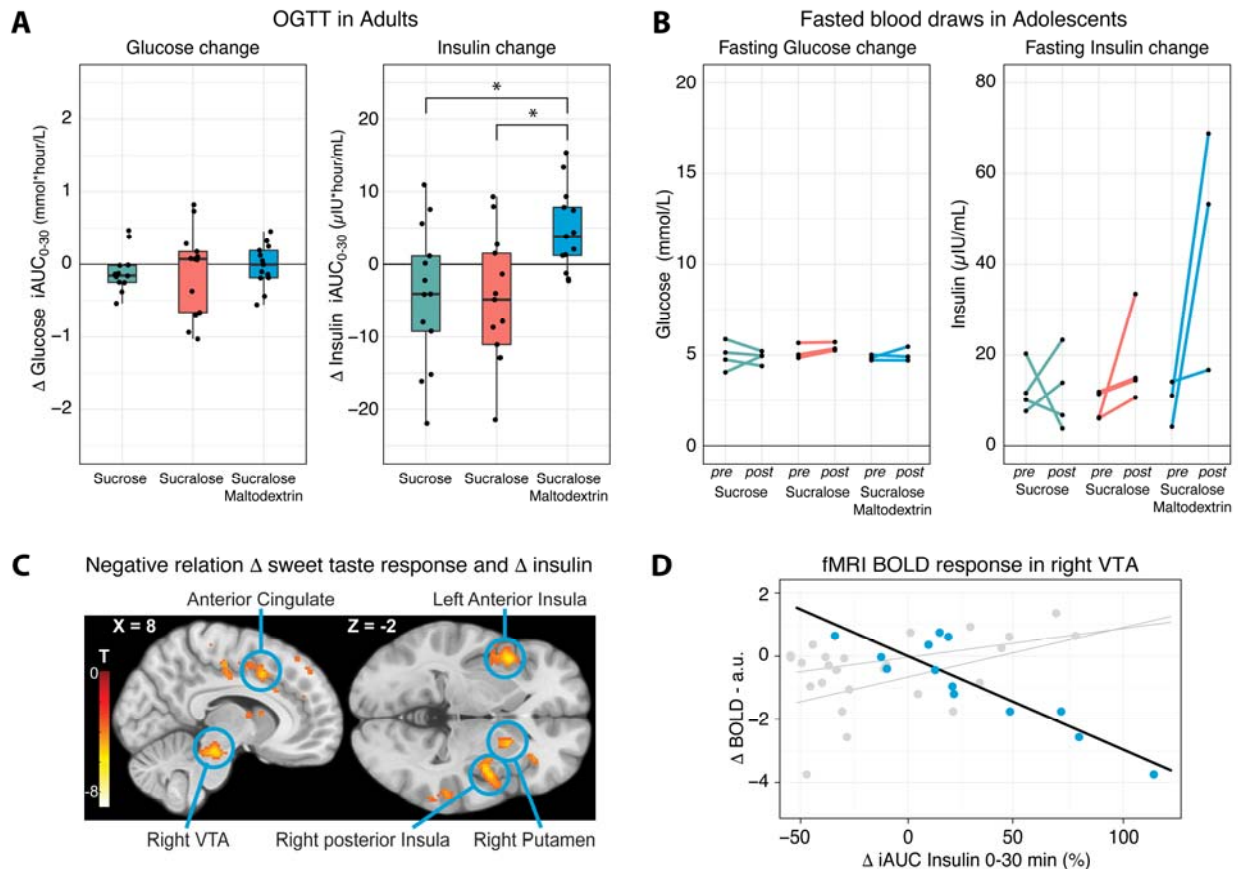 A
OGTT in Adults
Glucose change
Insulin change
Δ Glucose iAUC0-30 (mmol*hour/L)
2
1
0
−1
−2
Sucrose
Sucralose
Sucralose
Maltodextrin
Δ Insulin iAUC0-30 (µIU*hour/mL)
20
10
0
−10
−20
*
*
Sucrose
Sucralose
Sucralose
Maltodextrin
B
Fasted blood draws in Adolescents
Fasting Glucose change
Fasting Insulin change
Glucose (mmol/L)
20
15
10
5
0
pre post
Sucrose
pre post
Sucralose
pre post
Sucralose
Maltodextrin
Insulin (µIU/mL)
80
60
40
20
0
pre post
Sucrose
pre post
Sucralose
pre post
Sucralose
Maltodextrin
C
Negative relation Δ sweet taste response and Δ insulin
Anterior Cingulate
Left Anterior Insula
X = 8
Z = -2
T
0
-8
Right VTA
Right posterior Insula
Right Putamen
D
fMRI BOLD response in right VTA
Δ BOLD - a.u.
2
0
−2
−4
−50
0
50
100
Δ iAUC Insulin 0-30 min (%)